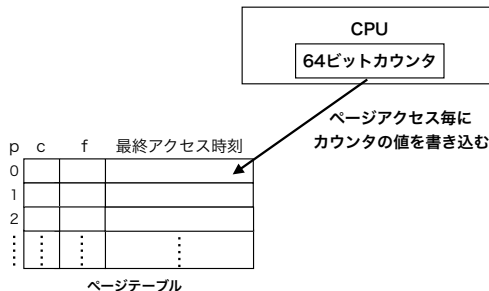 CPU
64ビットカウンタ
ページアクセス毎に
カウンタの値を書き込む
p c f 最終アクセス時刻
0
1
2
ページテーブル